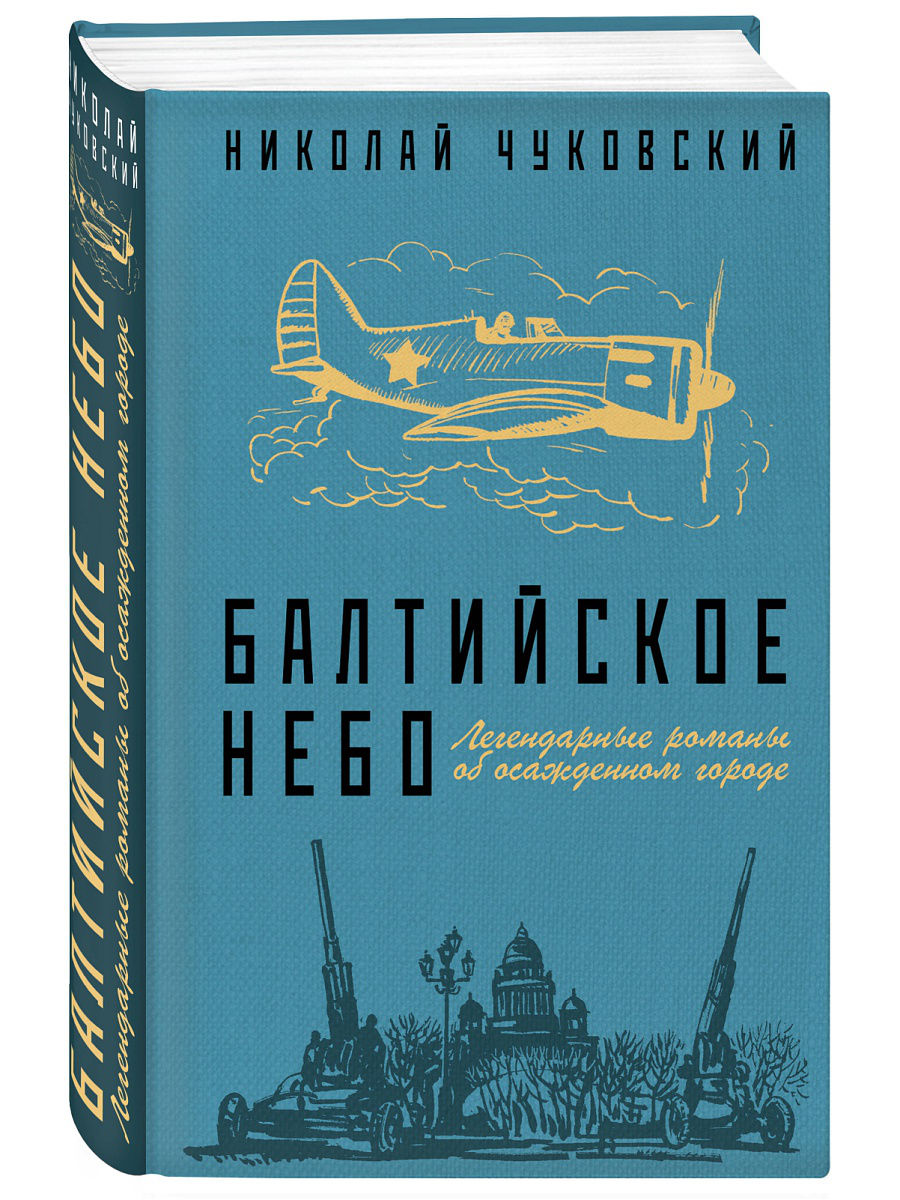 НИКОЛАЙ ЧУКОВСКИЙ
БАЛТИЙСКОЕ
НЕБО
Легендарные романы
об осажденном городе
НИКОЛАЙ
ЧУКОВСКИЙ
БАЛТИЙСКОЕ НЕБО
Легендарные романы об осажденном городе